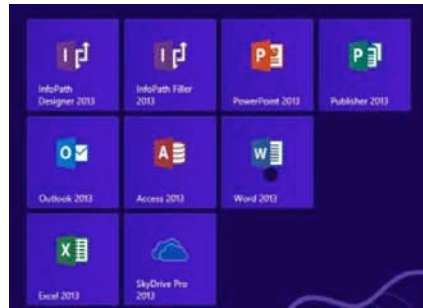 InfoPath
Designer 2013
InfoPath Filler
2013
PowerPoint 2013
Publisher 2013
Outlook 2013
Access 2013
Word 2013
Excel 2013
SkyDrive Pro
2013